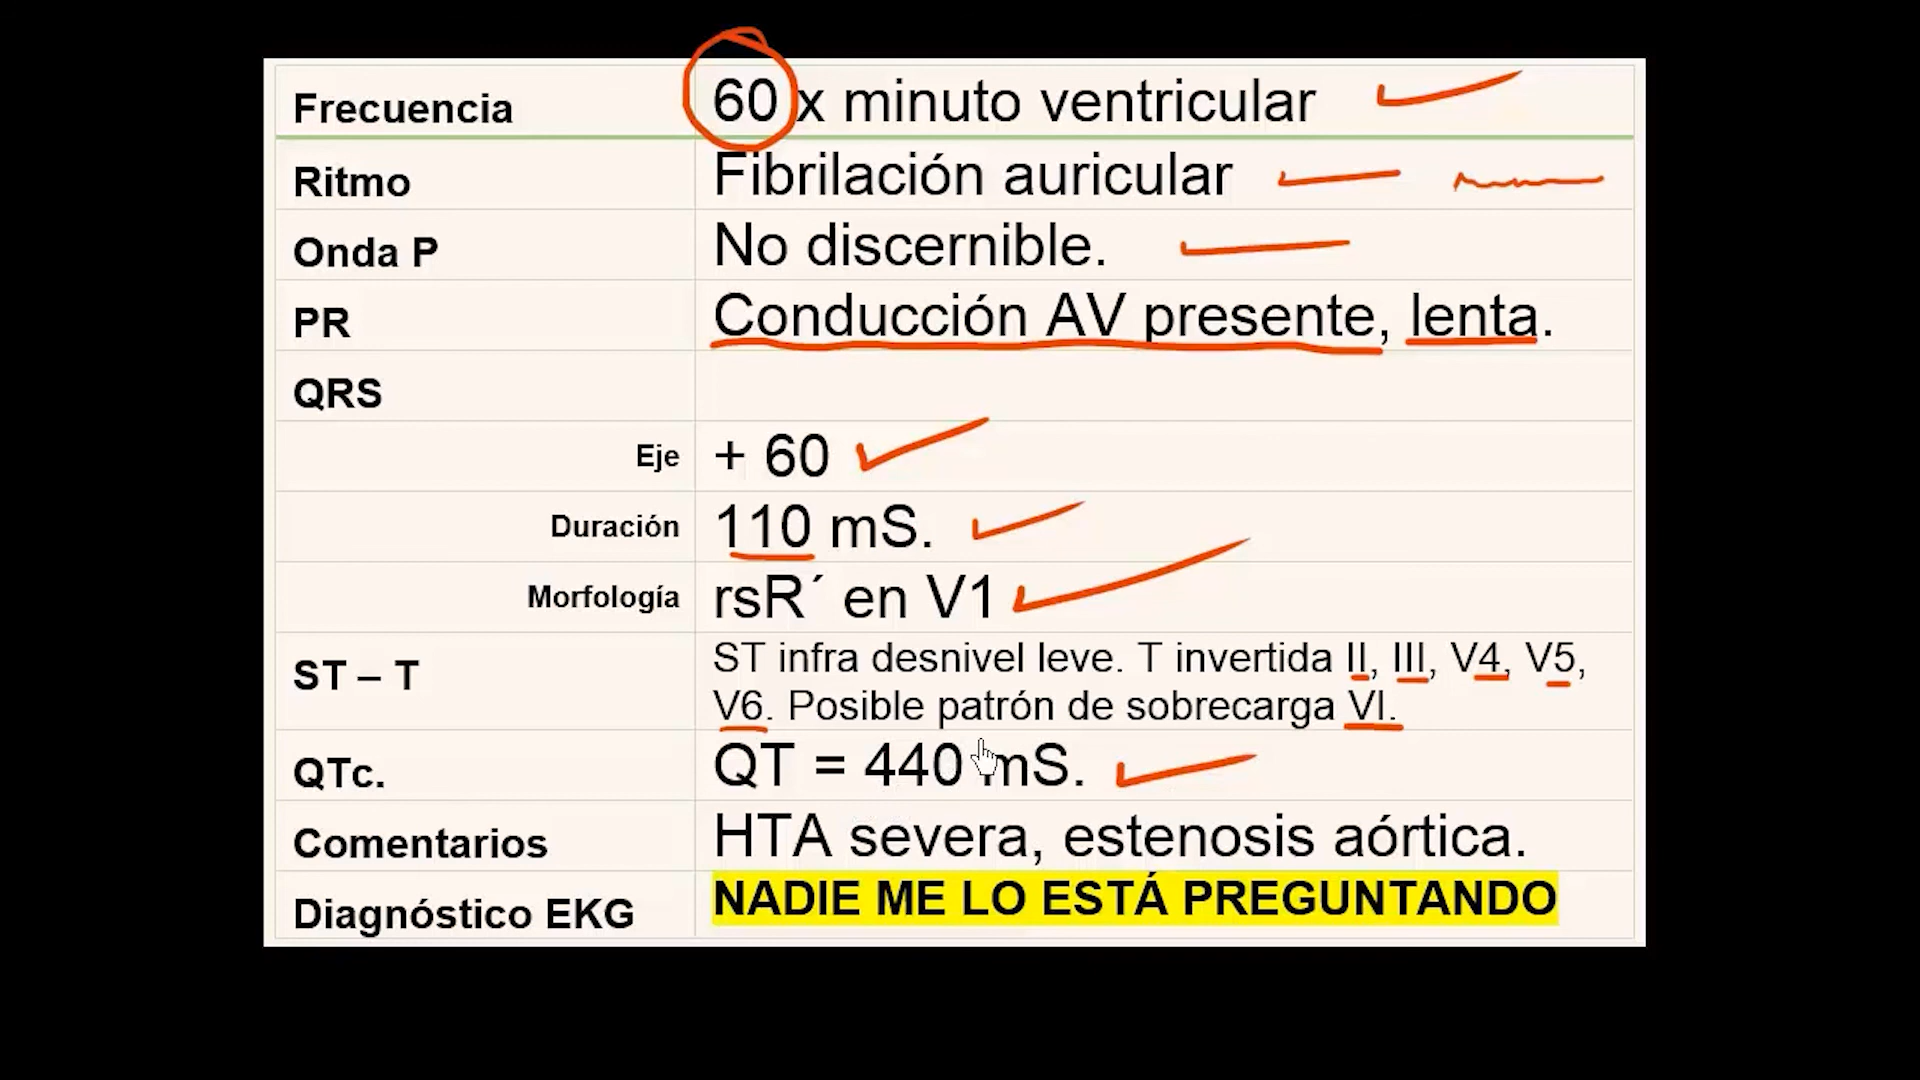 Frecuencia 60 x minuto ventricular
Ritmo Fibrilación auricular
Onda P No discernible.
PR Conducción AV presente, lenta.
QRS
Eje + 60
Duración 110 mS.
Morfología rsR´ en V1
ST – T ST infra desnivel leve. T invertida II, III, V4, V5,
V6. Posible patrón de sobrecarga VI.
QTc. QT = 440 mS.
Comentarios HTA severa, estenosis aórtica.
Diagnóstico EKG NADIE ME LO ESTÁ PREGUNTANDO